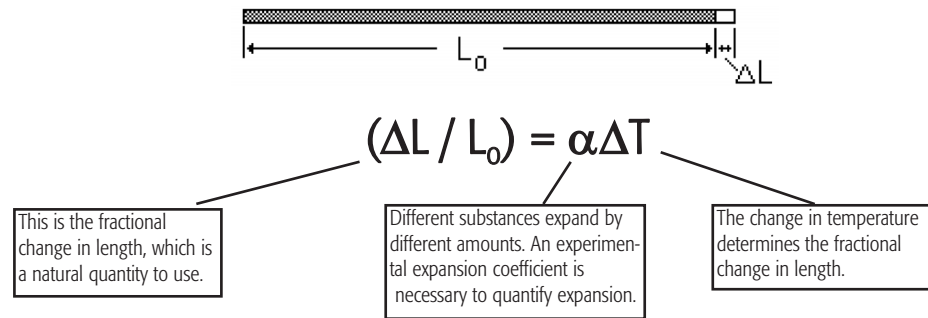 L₀
ΔL
(ΔL / L₀) = αΔT
This is the fractional
change in length, which is
a natural quantity to use.
Different substances expand by
different amounts. An experimen-
tal expansion coefficient is
necessary to quantify expansion.
The change in temperature
determines the fractional
change in length.